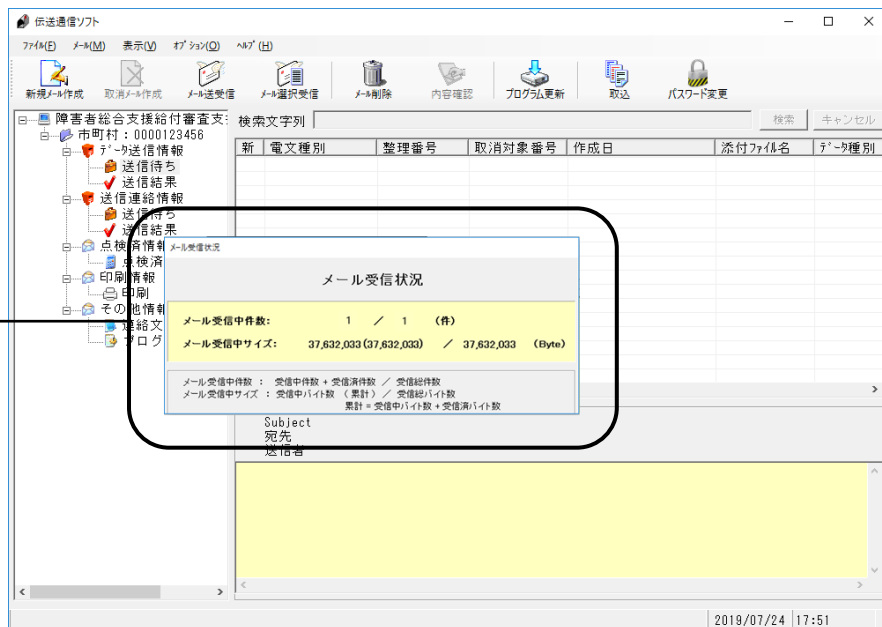 伝送通信ソフト
ファイル(F) メール(M) 表示(V) オプション(O) ヘルプ(H)
新規メール作成 取消メール作成 メール送受信 メール選択受信 メール削除 内容確認 プログラム更新 取込 パスワード変更
障害者総合支援給付審査支
検索文字列 検索 キャンセル
市町村：0000123456
新 電文種別 整理番号 取消対象番号 作成日 添付ファイル名 データ種別
データ送信情報
送信待ち
送信結果
送信連絡情報
送信待ち
送信結果
点検済情報
点検済
印刷情報
印刷
その他情報
連絡文
プログ
メール受信状況
メール受信状況
メール受信中件数: 1 ／ 1 (件)
メール受信中サイズ: 37,632,033(37,632,033) ／ 37,632,033 (Byte)
メール受信中件数 ： 受信中件数 + 受信済件数 ／ 受信総件数
メール受信中サイズ ： 受信中バイト数 (累計) ／ 受信総バイト数
累計 = 受信中バイト数 + 受信済バイト数
Subject
宛先
送信者
2019/07/24 17:51